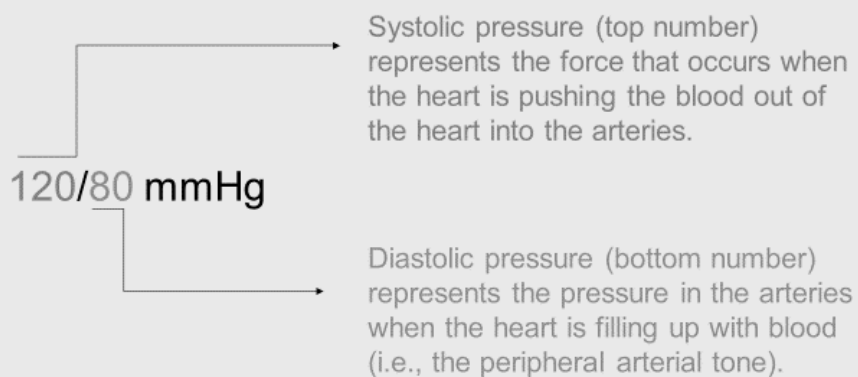 Systolic pressure (top number)
represents the force that occurs when
the heart is pushing the blood out of
the heart into the arteries.
120/80 mmHg
Diastolic pressure (bottom number)
represents the pressure in the arteries
when the heart is filling up with blood
(i.e., the peripheral arterial tone).